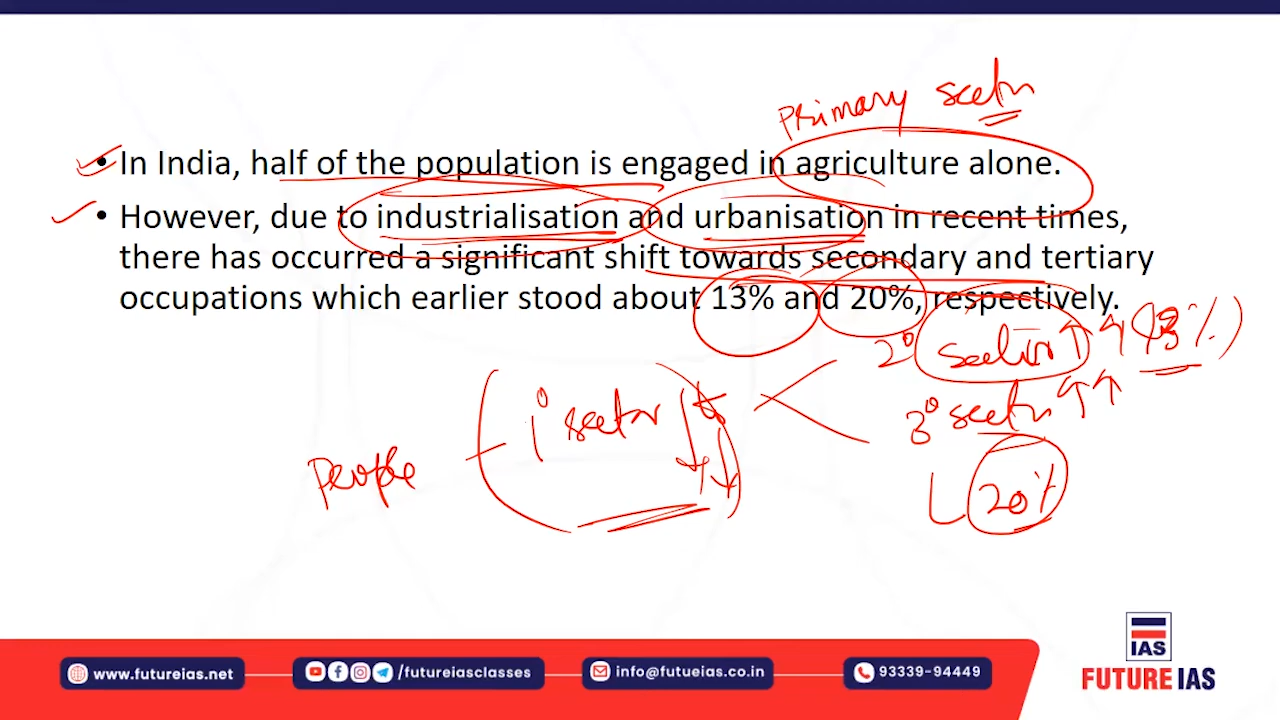 Primary sector
• In India, half of the population is engaged in agriculture alone.
• However, due to industrialisation and urbanisation in recent times,
there has occurred a significant shift towards secondary and tertiary
occupations which earlier stood about 13% and 20%, respectively.
2° sector ↑ ↑ (13%)
1° sector ↓ ↓
3° sector ↑↑
People
20%
IAS
FUTURE IAS
www.futureias.net
/futureiasclasses
info@futueias.co.in
93339-94449